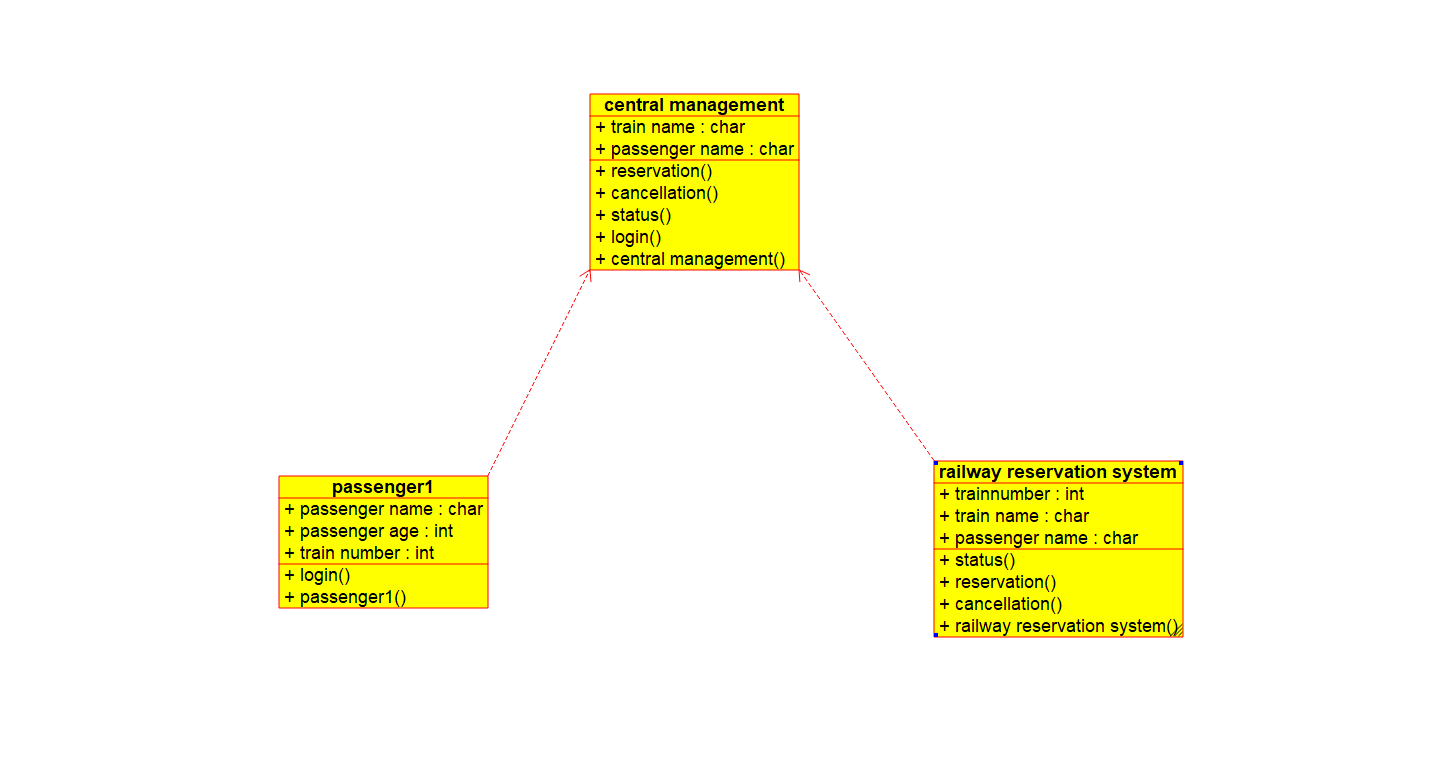 central management
+ train name : char
+ passenger name : char
+ reservation()
+ cancellation()
+ status()
+ login()
+ central management()
passenger1
+ passenger name : char
+ passenger age : int
+ train number : int
+ login()
+ passenger1()
railway reservation system
+ trainnumber : int
+ train name : char
+ passenger name : char
+ status()
+ reservation()
+ cancellation()
+ railway reservation system()